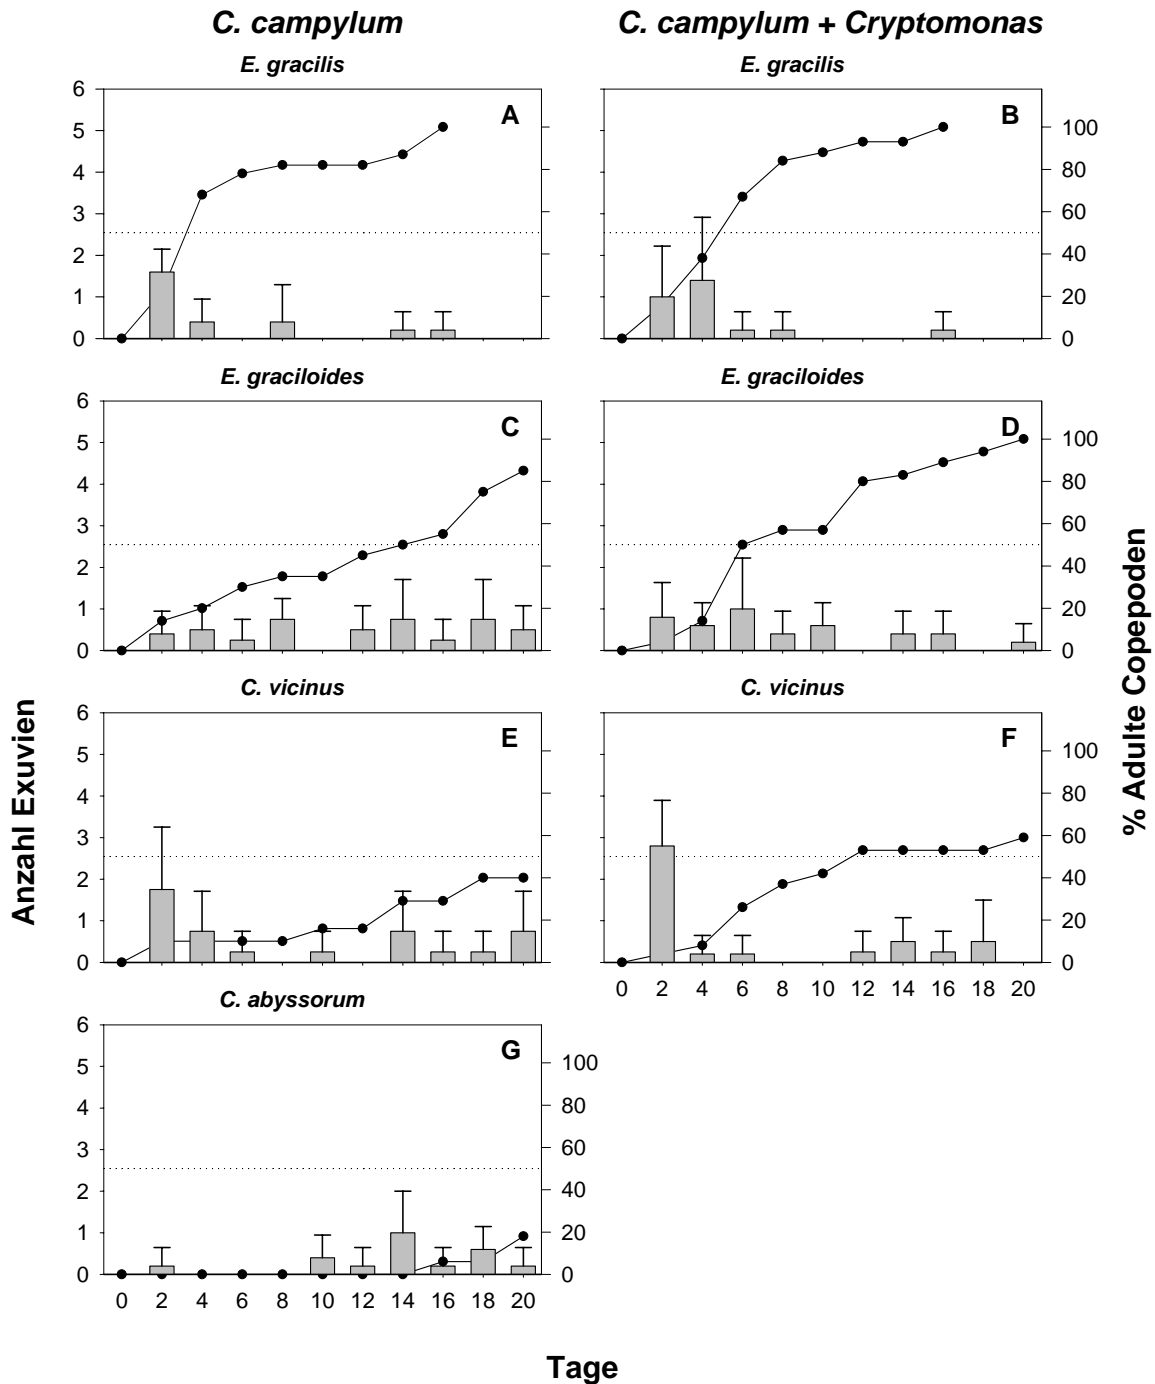 C. campylum
C. campylum + Cryptomonas
E. gracilis
E. gracilis
6
5
4
3
2
1
0
A
B
100
80
60
40
20
0
E. graciloides
E. graciloides
6
5
4
3
2
1
0
C
D
100
80
60
40
20
0
C. vicinus
C. vicinus
6
5
4
3
2
1
0
E
F
100
80
60
40
20
0
0 2 4 6 8 10 12 14 16 18 20
C. abyssorum
6
5
4
3
2
1
0
G
100
80
60
40
20
0
0 2 4 6 8 10 12 14 16 18 20
Anzahl Exuvien
% Adulte Copepoden
Tage